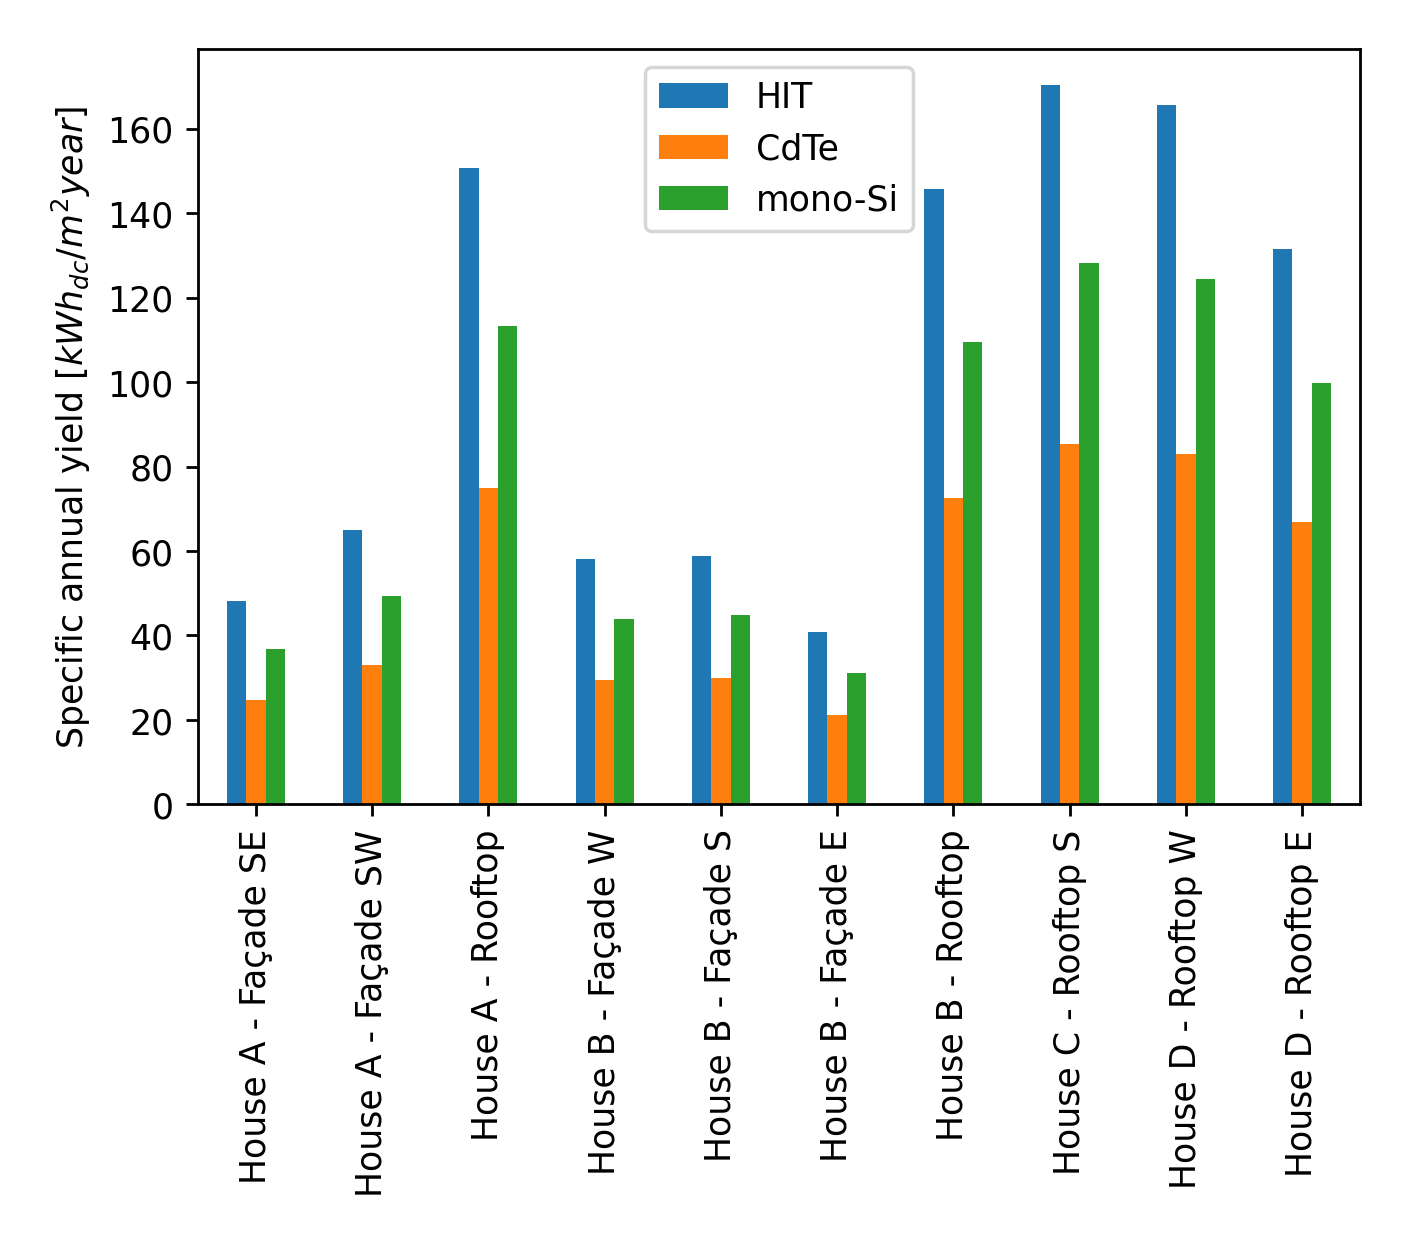 Specific annual yield [kWh_dc/m²year]
160
140
120
100
80
60
40
20
0
HIT
CdTe
mono-Si
House A - Façade SE
House A - Façade SW
House A - Rooftop
House B - Façade W
House B - Façade S
House B - Façade E
House B - Rooftop
House C - Rooftop S
House D - Rooftop W
House D - Rooftop E